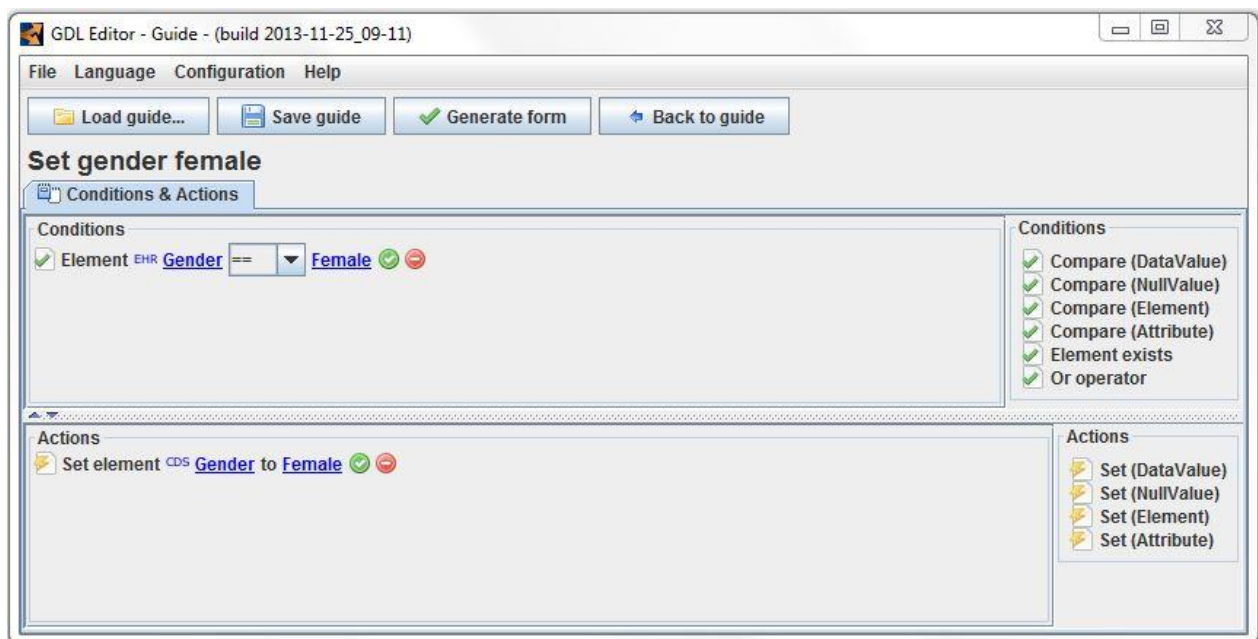 GDL Editor - Guide - (build 2013-11-25_09-11)
File Language Configuration Help
Load guide... Save guide Generate form Back to guide
Set gender female
Conditions & Actions
Conditions
Element EHR Gender == Female
Conditions
Compare (DataValue)
Compare (NullValue)
Compare (Element)
Compare (Attribute)
Element exists
Or operator
Actions
Set element CDS Gender to Female
Actions
Set (DataValue)
Set (NullValue)
Set (Element)
Set (Attribute)